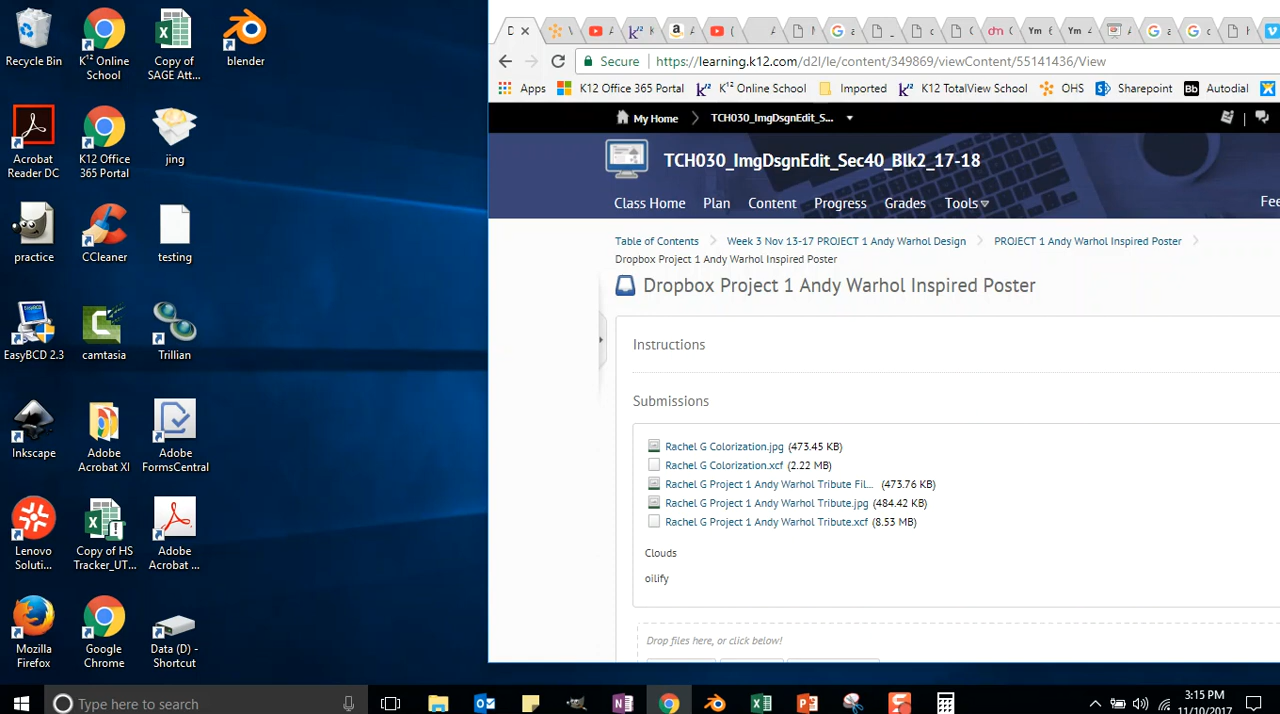 Recycle Bin
K¹² Online School
Copy of SAGE Att...
blender
Acrobat Reader DC
K12 Office 365 Portal
jing
practice
CCleaner
testing
EasyBCD 2.3
camtasia
Trillian
Inkscape
Adobe Acrobat XI
Adobe FormsCentral
Lenovo Soluti...
Copy of HS Tracker_UT...
Adobe Acrobat ...
Mozilla Firefox
Google Chrome
Data (D) - Shortcut
Secure https://learning.k12.com/d2l/le/content/349869/viewContent/55141436/View
Apps K12 Office 365 Portal K¹² Online School Imported K12 TotalView School OHS Sharepoint Bb Autodial
My Home TCH030_ImgDsgnEdit_S...
TCH030_ImgDsgnEdit_Sec40_Blk2_17-18
Class Home Plan Content Progress Grades Tools Fee
Table of Contents Week 3 Nov 13-17 PROJECT 1 Andy Warhol Design PROJECT 1 Andy Warhol Inspired Poster
Dropbox Project 1 Andy Warhol Inspired Poster
Dropbox Project 1 Andy Warhol Inspired Poster
Instructions
Submissions
Rachel G Colorization.jpg (473.45 KB)
Rachel G Colorization.xcf (2.22 MB)
Rachel G Project 1 Andy Warhol Tribute Fil... (473.76 KB)
Rachel G Project 1 Andy Warhol Tribute.jpg (484.42 KB)
Rachel G Project 1 Andy Warhol Tribute.xcf (8.53 MB)
Clouds
oilify
Drop files here, or click below!
Type here to search
3:15 PM
11/10/2017